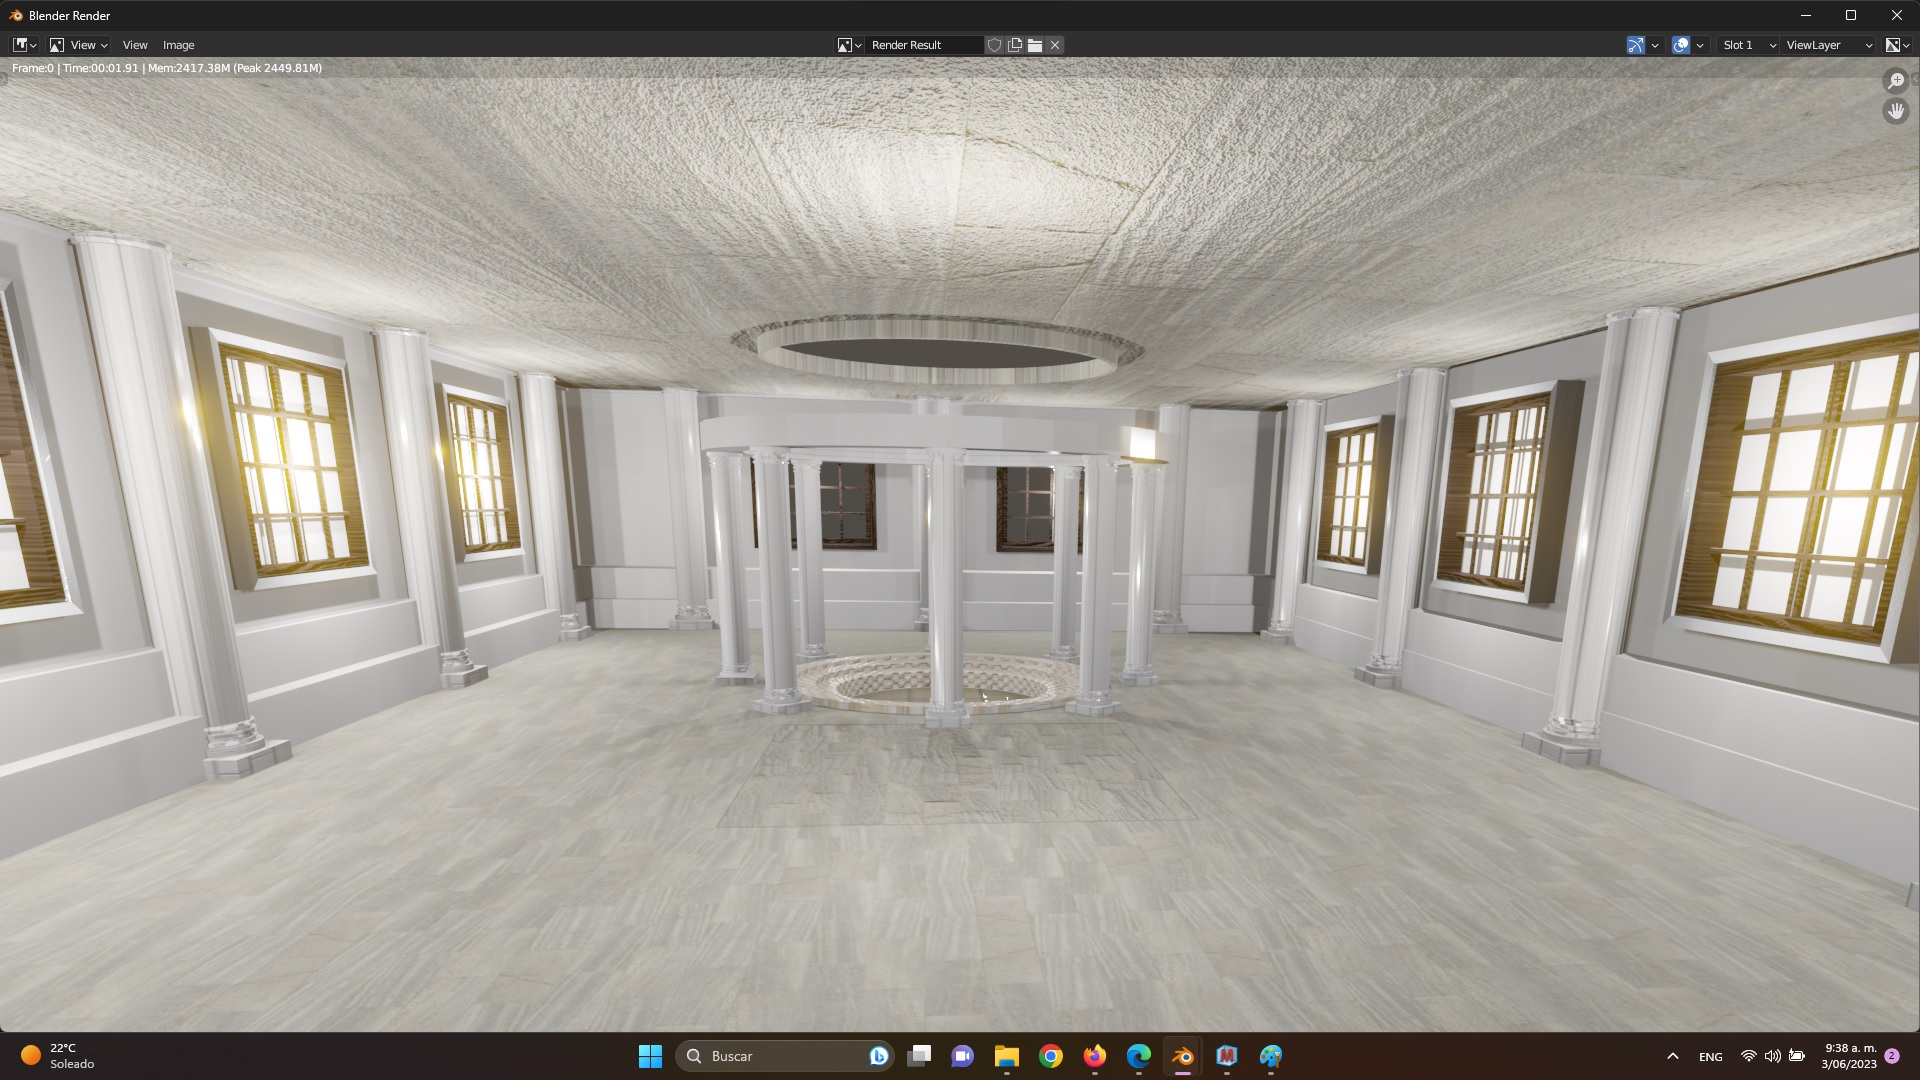 Blender Render
View View Image Render Result Slot 1 ViewLayer
Frame:0 | Time:00:01.91 | Mem:2417.38M (Peak 2449.81M)
22°C
Soleado
Buscar
ENG
9:38 a. m.
3/06/2023
2